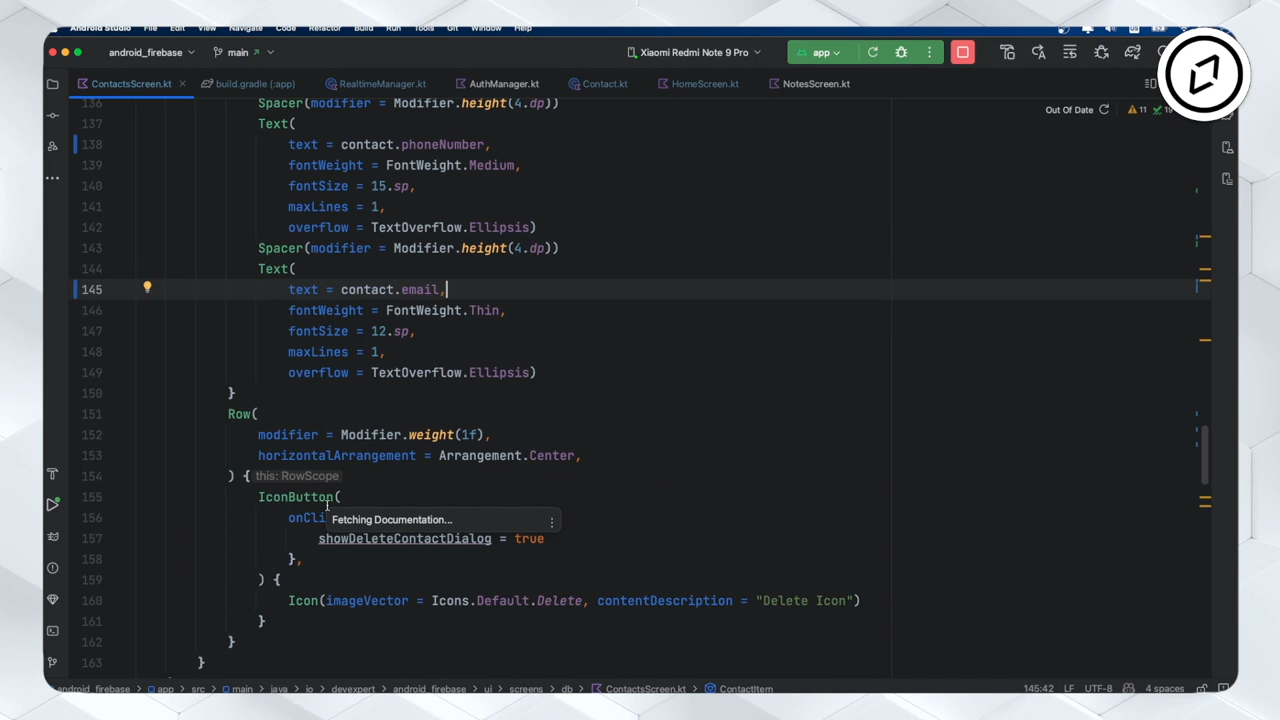 Android Studio File Edit View Navigate Code Refactor Build Run Tools Git Window Help
android_firebase main Xiaomi Redmi Note 9 Pro app
ContactsScreen.kt build.gradle (:app) RealtimeManager.kt AuthManager.kt Contact.kt HomeScreen.kt NotesScreen.kt
Out Of Date 11
136 Spacer(modifier = Modifier.height(4.dp))
137 Text(
138 text = contact.phoneNumber,
139 fontWeight = FontWeight.Medium,
140 fontSize = 15.sp,
141 maxLines = 1,
142 overflow = TextOverflow.Ellipsis)
143 Spacer(modifier = Modifier.height(4.dp))
144 Text(
145 text = contact.email,
146 fontWeight = FontWeight.Thin,
147 fontSize = 12.sp,
148 maxLines = 1,
149 overflow = TextOverflow.Ellipsis)
150 }
151 Row(
152 modifier = Modifier.weight(1f),
153 horizontalArrangement = Arrangement.Center,
154 ) { this: RowScope
155 IconButton(
156 onCli
Fetching Documentation...
157 showDeleteContactDialog = true
158 },
159 ) {
160 Icon(imageVector = Icons.Default.Delete, contentDescription = "Delete Icon")
161 }
162 }
163 }
android_firebase app src main java io devexpert android_firebase ui screens db ContactsScreen.kt ContactItem 145:42 LF UTF-8 4 spaces